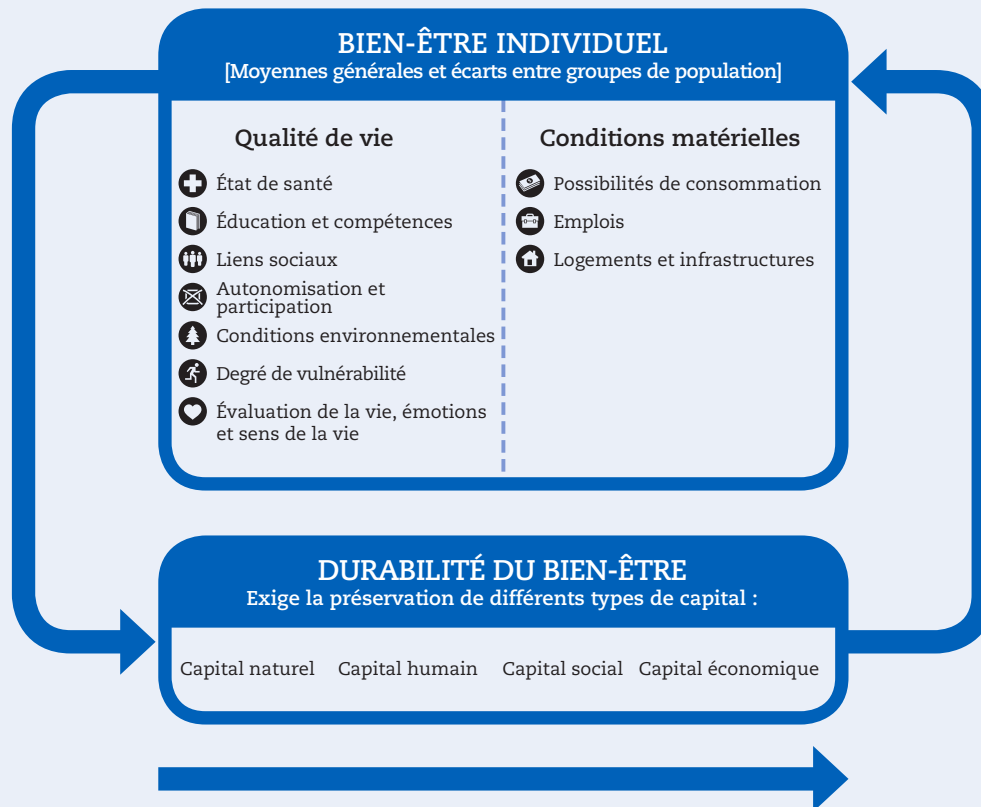 BIEN-ÊTRE INDIVIDUEL
[Moyennes générales et écarts entre groupes de population]
Qualité de vie
État de santé
Éducation et compétences
Liens sociaux
Autonomisation et
participation
Conditions environnementales
Degré de vulnérabilité
Évaluation de la vie, émotions
et sens de la vie
Conditions matérielles
Possibilités de consommation
Emplois
Logements et infrastructures
DURABILITÉ DU BIEN-ÊTRE
Exige la préservation de différents types de capital :
Capital naturel Capital humain Capital social Capital économique